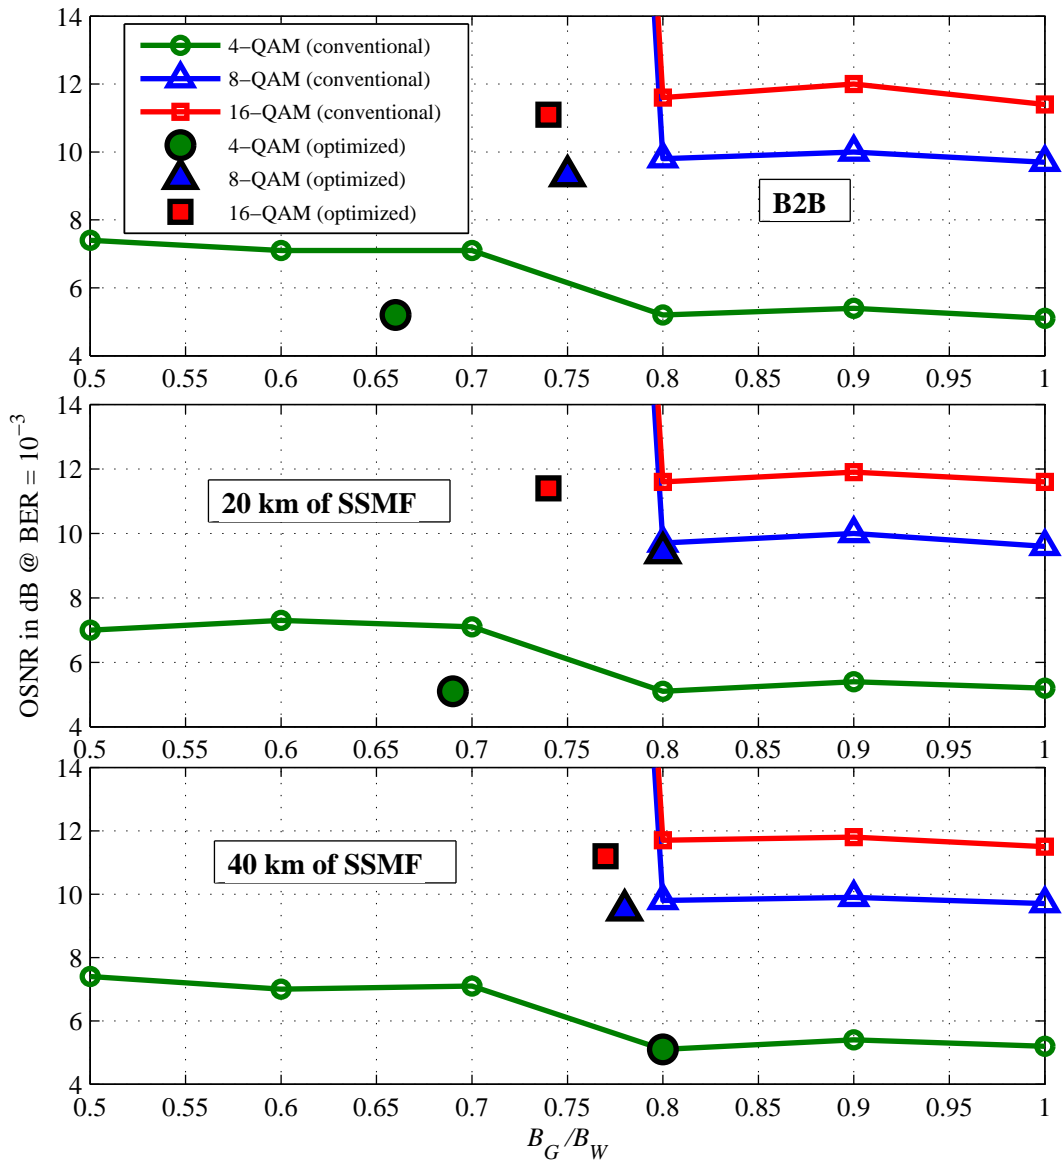 14
12
10
8
6
4
4−QAM (conventional)
8−QAM (conventional)
16−QAM (conventional)
4−QAM (optimized)
8−QAM (optimized)
16−QAM (optimized)
B2B
0.5 0.55 0.6 0.65 0.7 0.75 0.8 0.85 0.9 0.95 1
OSNR in dB @ BER = 10−3
14
12
10
8
6
4
20 km of SSMF
0.5 0.55 0.6 0.65 0.7 0.75 0.8 0.85 0.9 0.95 1
14
12
10
8
6
4
40 km of SSMF
0.5 0.55 0.6 0.65 0.7 0.75 0.8 0.85 0.9 0.95 1
B_G/B_W